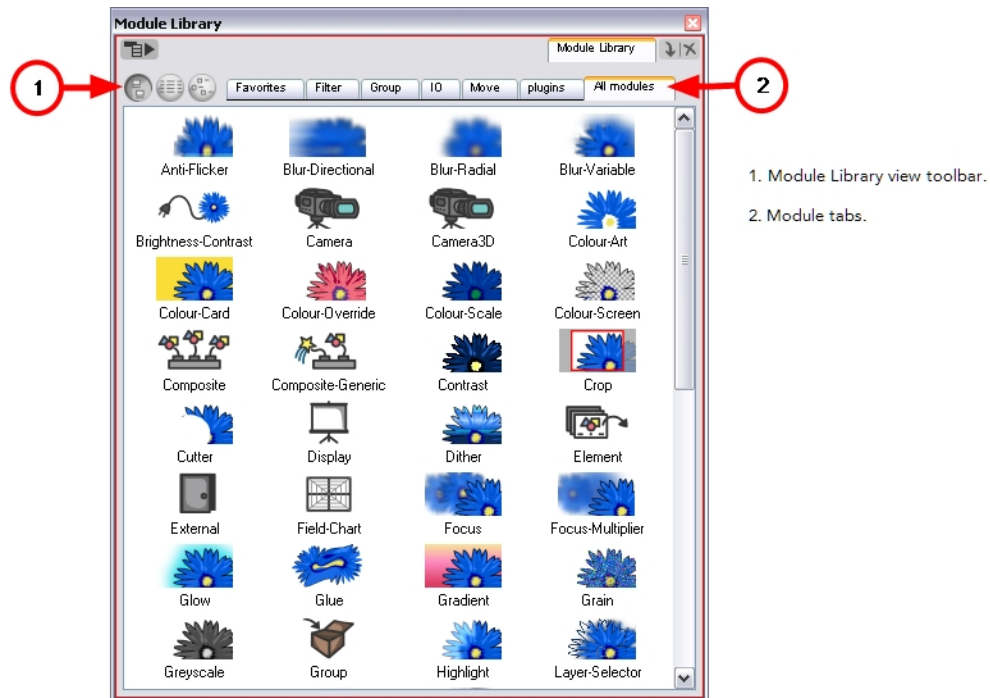 Module Library
Module Library
1
Favorites Filter Group IO Move plugins All modules
2
Anti-Flicker Blur-Directional Blur-Radial Blur-Variable
1. Module Library view toolbar.
2. Module tabs.
Brightness-Contrast Camera Camera3D Colour-Art
Colour-Card Colour-Override Colour-Scale Colour-Screen
Composite Composite-Generic Contrast Crop
Cutter Display Dither Element
External Field-Chart Focus Focus-Multiplier
Glow Glue Gradient Grain
Greyscale Group Highlight Layer-Selector